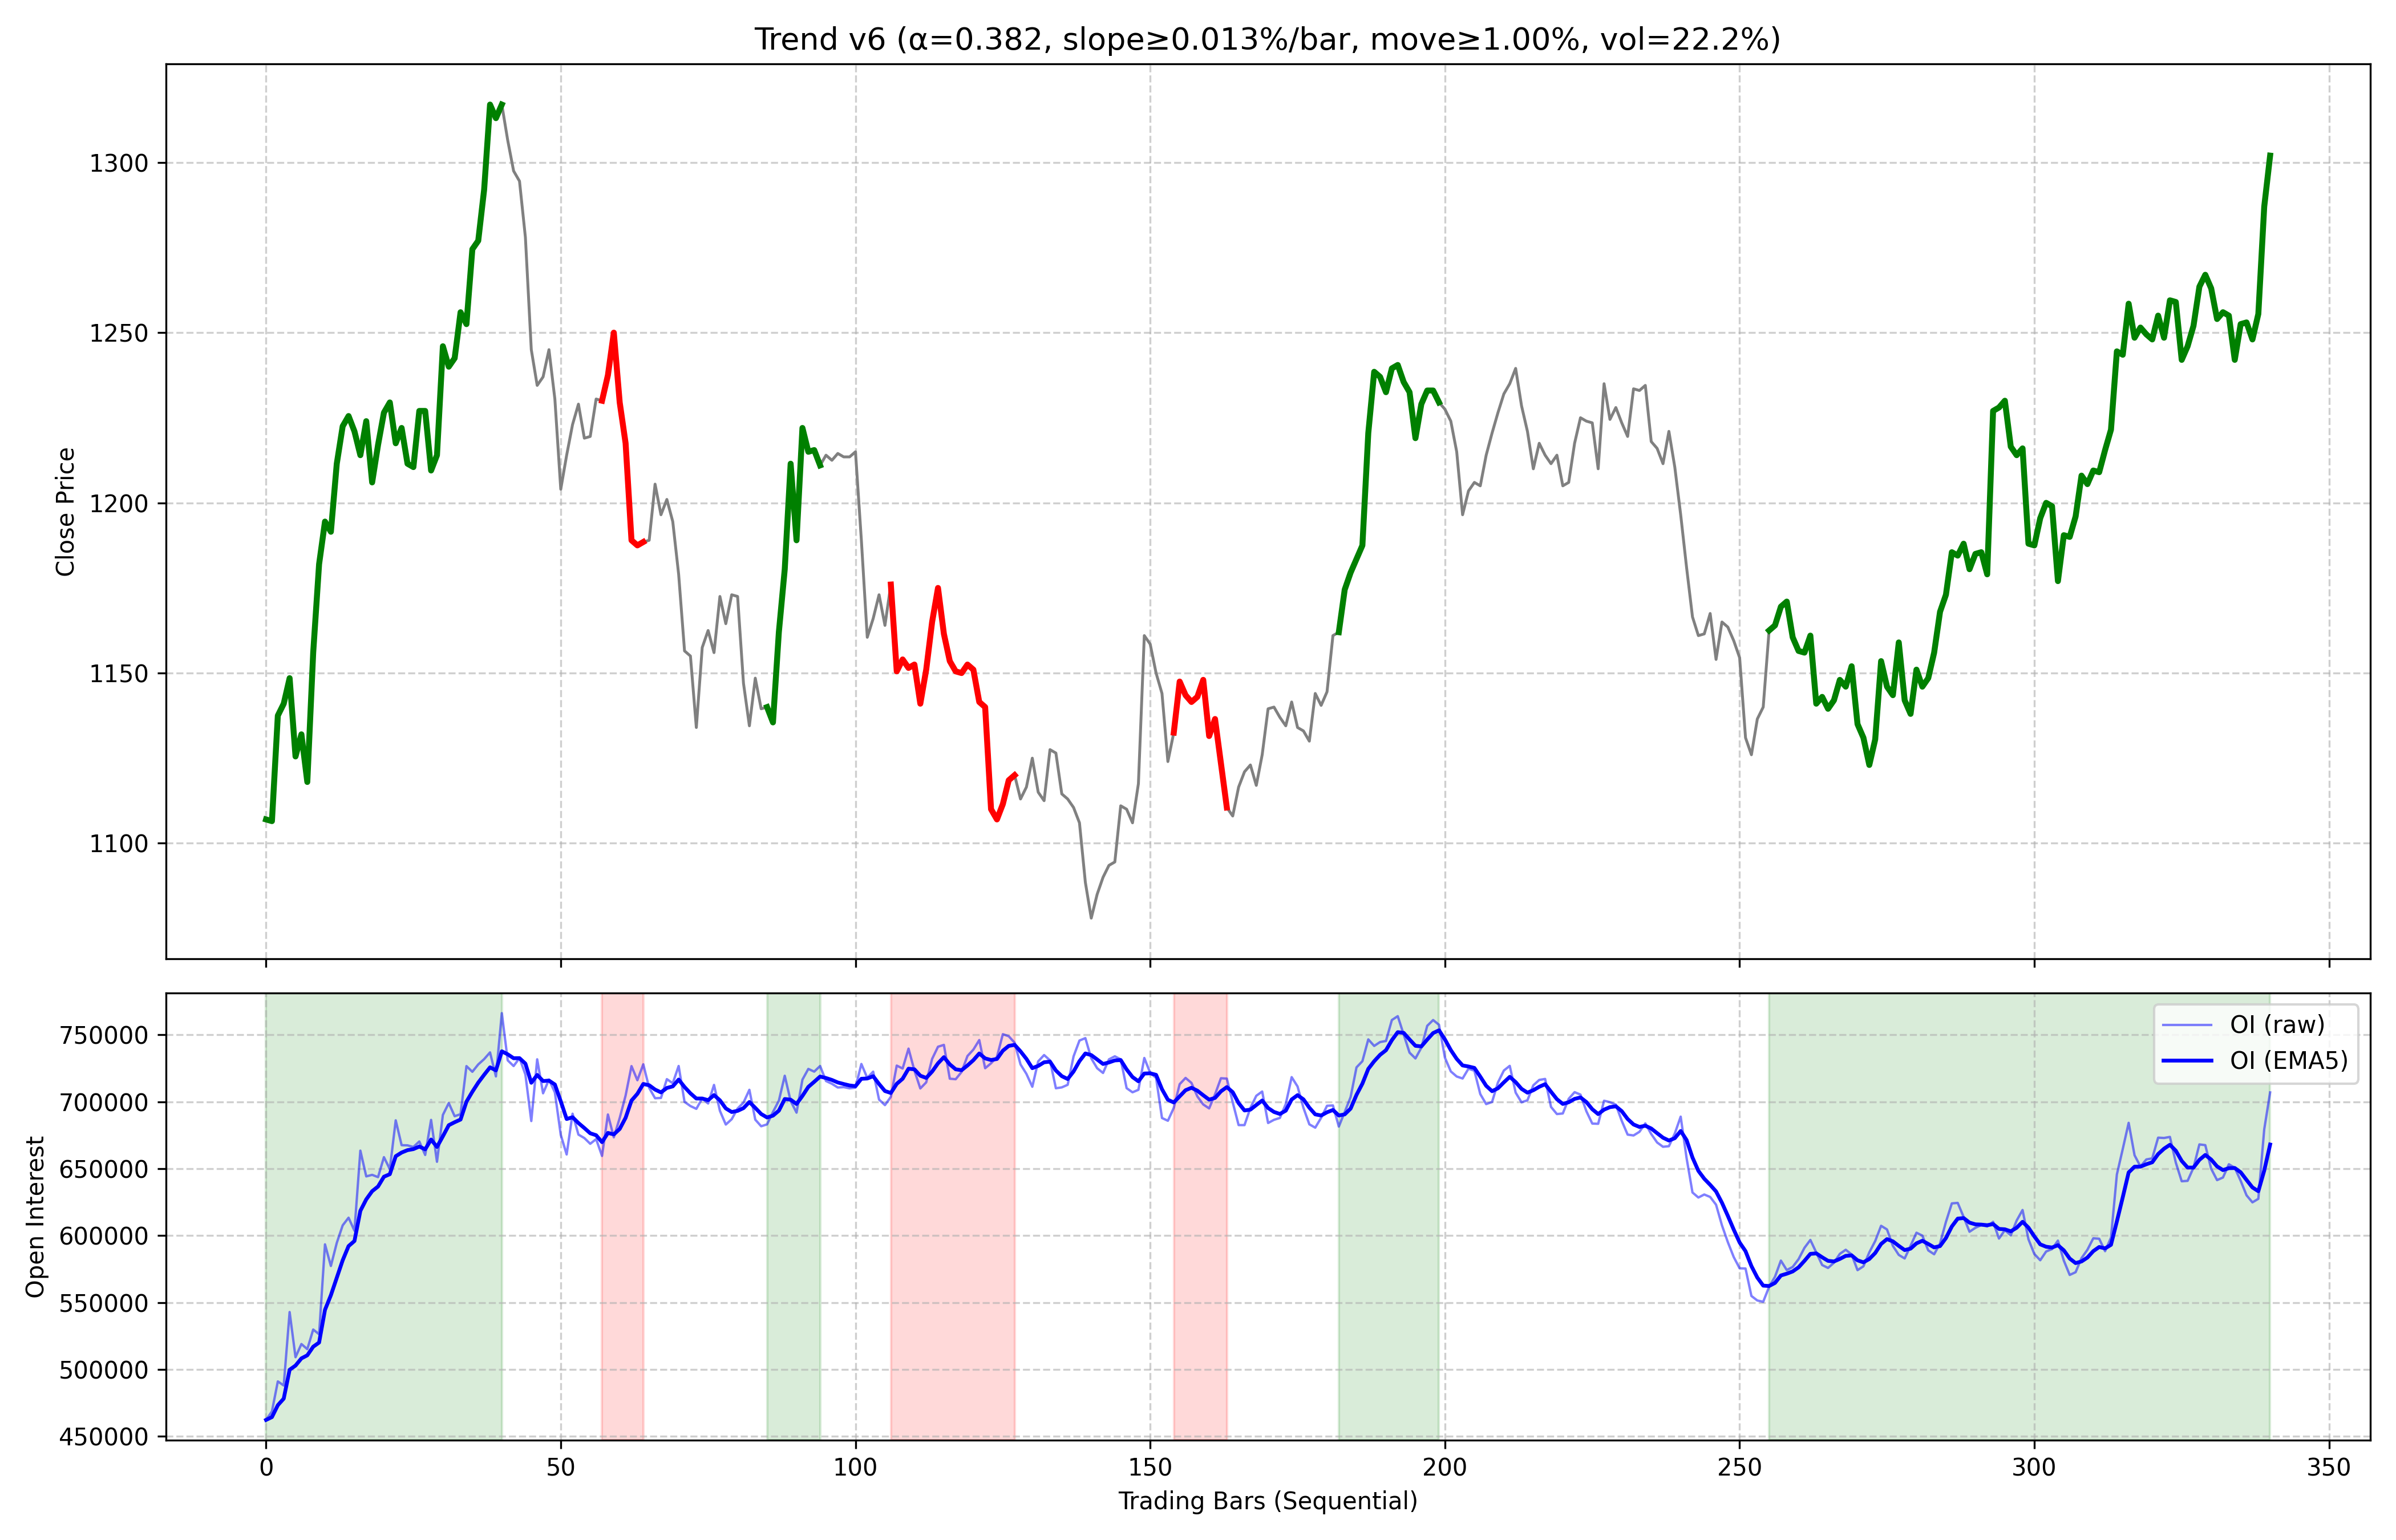 Trend v6 (α=0.382, slope≥0.013%/bar, move≥1.00%, vol=22.2%)
Close Price
1300
1250
1200
1150
1100
Open Interest
750000
700000
650000
600000
550000
500000
450000
OI (raw)
OI (EMA5)
0 50 100 150 200 250 300 350
Trading Bars (Sequential)